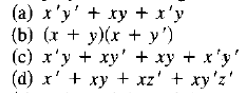 (a) x'y' + xy + x'y
(b) (x + y)(x + y')
(c) x'y + xy' + xy + x'y'
(d) x' + xy + xz' + xy'z'